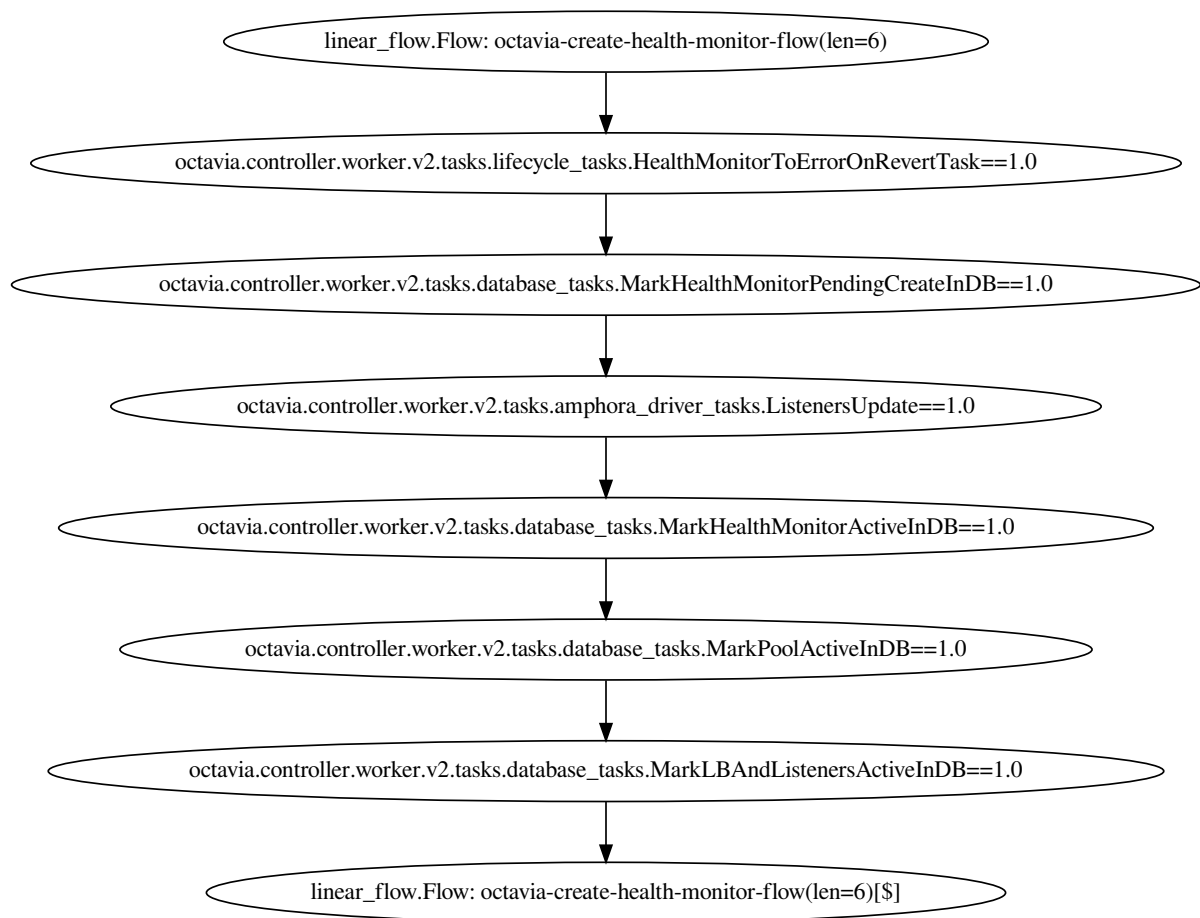 linear_flow.Flow: octavia-create-health-monitor-flow(len=6)
octavia.controller.worker.v2.tasks.lifecycle_tasks.HealthMonitorToErrorOnRevertTask==1.0
octavia.controller.worker.v2.tasks.database_tasks.MarkHealthMonitorPendingCreateInDB==1.0
octavia.controller.worker.v2.tasks.amphora_driver_tasks.ListenersUpdate==1.0
octavia.controller.worker.v2.tasks.database_tasks.MarkHealthMonitorActiveInDB==1.0
octavia.controller.worker.v2.tasks.database_tasks.MarkPoolActiveInDB==1.0
octavia.controller.worker.v2.tasks.database_tasks.MarkLBAndListenersActiveInDB==1.0
linear_flow.Flow: octavia-create-health-monitor-flow(len=6)[$]